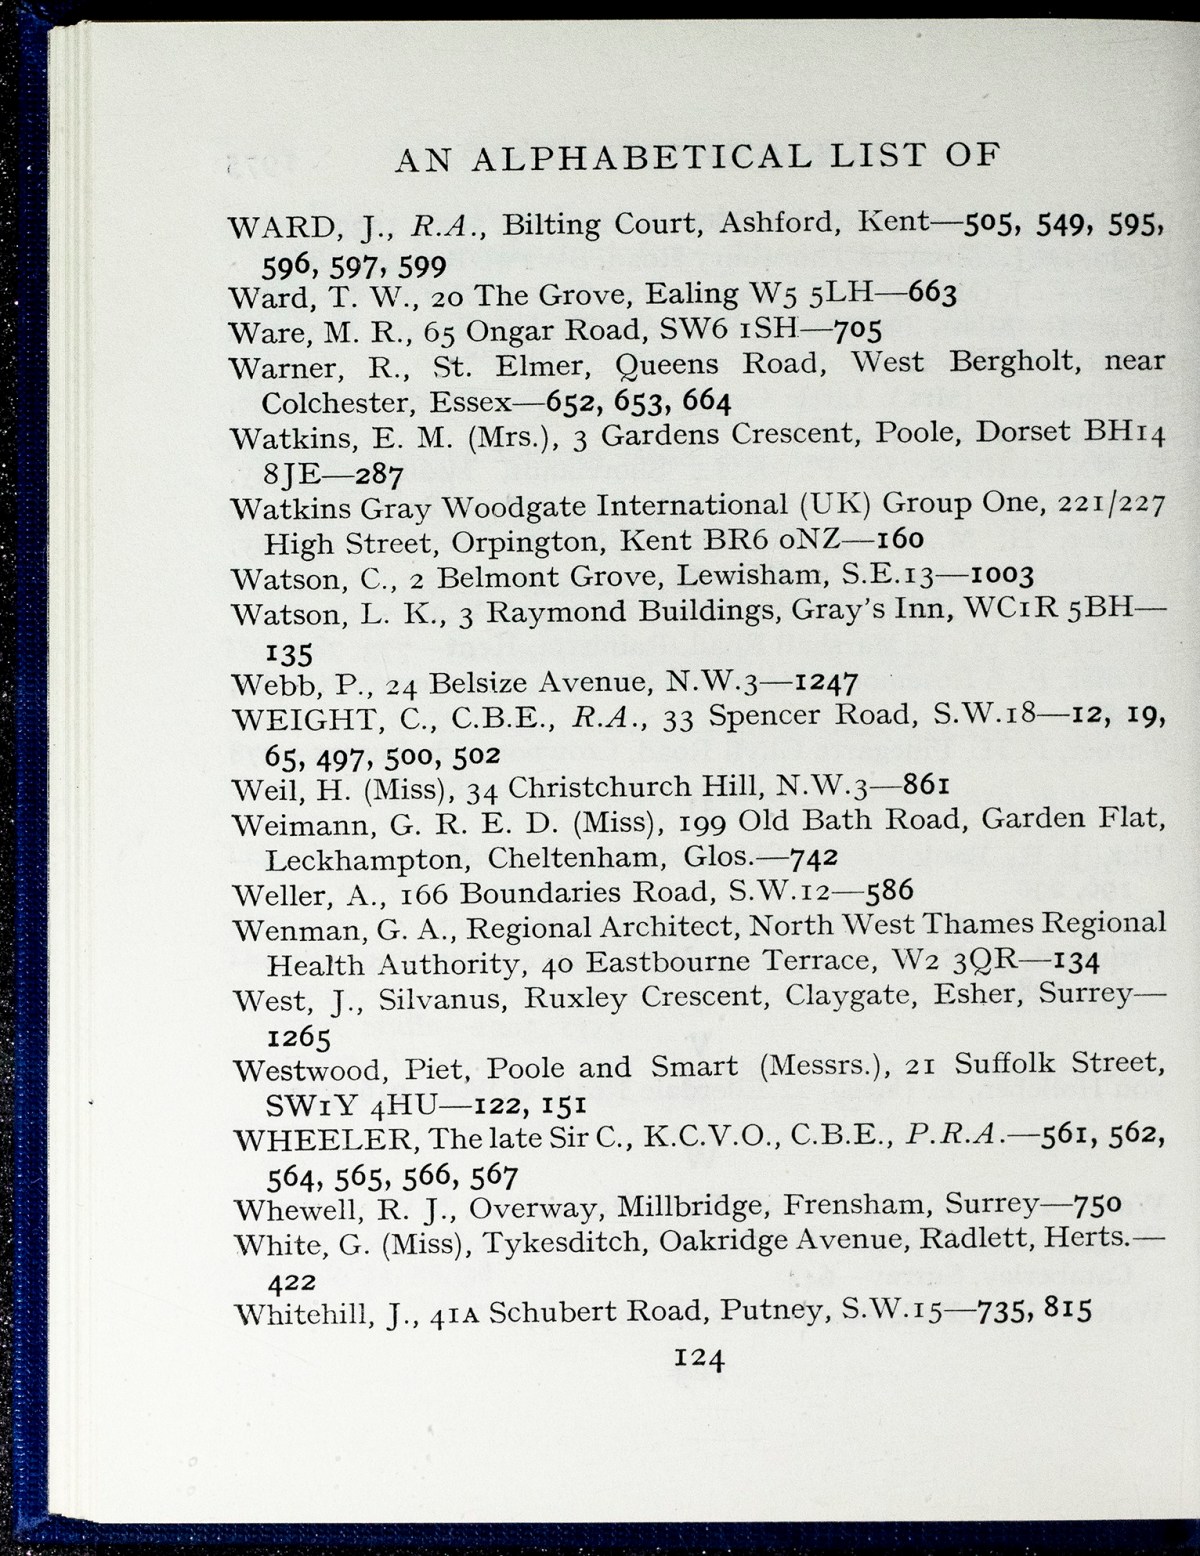 AN ALPHABETICAL LIST OF
WARD, J., R.A., Bilting Court, Ashford, Kent—505, 549, 595,
596, 597, 599
Ward, T. W., 20 The Grove, Ealing W5 5LH—663
Ware, M. R., 65 Ongar Road, SW6 1SH—705
Warner, R., St. Elmer, Queens Road, West Bergholt, near
Colchester, Essex—652, 653, 664
Watkins, E. M. (Mrs.), 3 Gardens Crescent, Poole, Dorset BH14
8JE—287
Watkins Gray Woodgate International (UK) Group One, 221/227
High Street, Orpington, Kent BR6 0NZ—160
Watson, C., 2 Belmont Grove, Lewisham, S.E.13—1003
Watson, L. K., 3 Raymond Buildings, Gray's Inn, WC1R 5BH—
135
Webb, P., 24 Belsize Avenue, N.W.3—1247
WEIGHT, C., C.B.E., R.A., 33 Spencer Road, S.W.18—12, 19,
65, 497, 500, 502
Weil, H. (Miss), 34 Christchurch Hill, N.W.3—861
Weimann, G. R. E. D. (Miss), 199 Old Bath Road, Garden Flat,
Leckhampton, Cheltenham, Glos.—742
Weller, A., 166 Boundaries Road, S.W.12—586
Wenman, G. A., Regional Architect, North West Thames Regional
Health Authority, 40 Eastbourne Terrace, W2 3QR—134
West, J., Silvanus, Ruxley Crescent, Claygate, Esher, Surrey—
1265
Westwood, Piet, Poole and Smart (Messrs.), 21 Suffolk Street,
SW1Y 4HU—122, 151
WHEELER, The late Sir C., K.C.V.O., C.B.E., P.R.A.—561, 562,
564, 565, 566, 567
Whewell, R. J., Overway, Millbridge, Frensham, Surrey—750
White, G. (Miss), Tykesditch, Oakridge Avenue, Radlett, Herts.—
422
Whitehill, J., 41A Schubert Road, Putney, S.W.15—735, 815
124